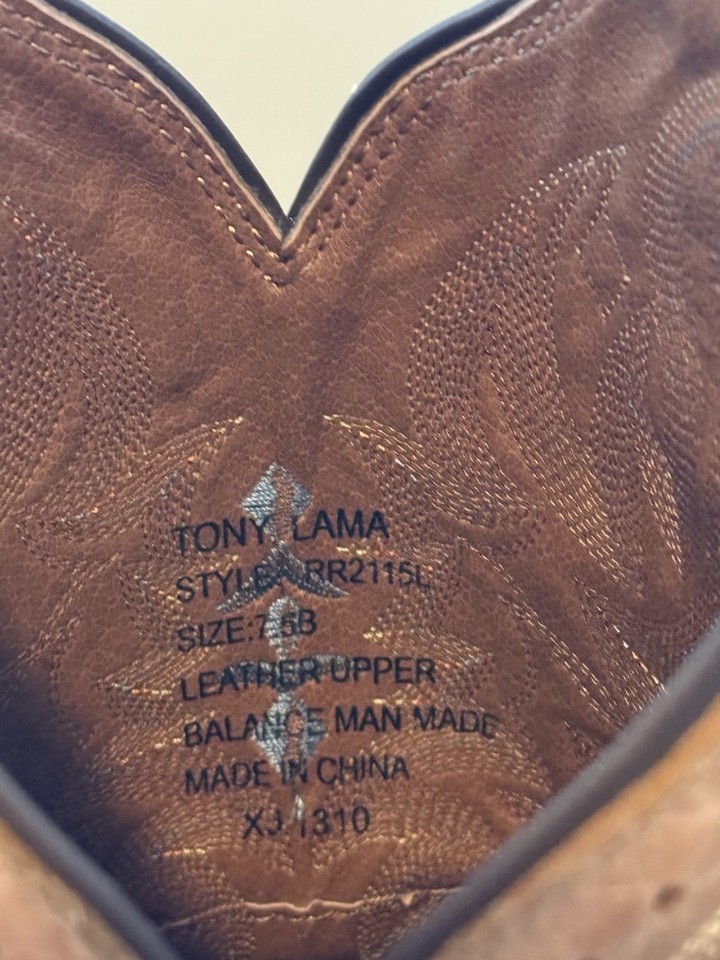 TONY LAMA
STYLE: RR2115L
SIZE:7.5B
LEATHER UPPER
BALANCE MAN MADE
MADE IN CHINA
XJ 1310